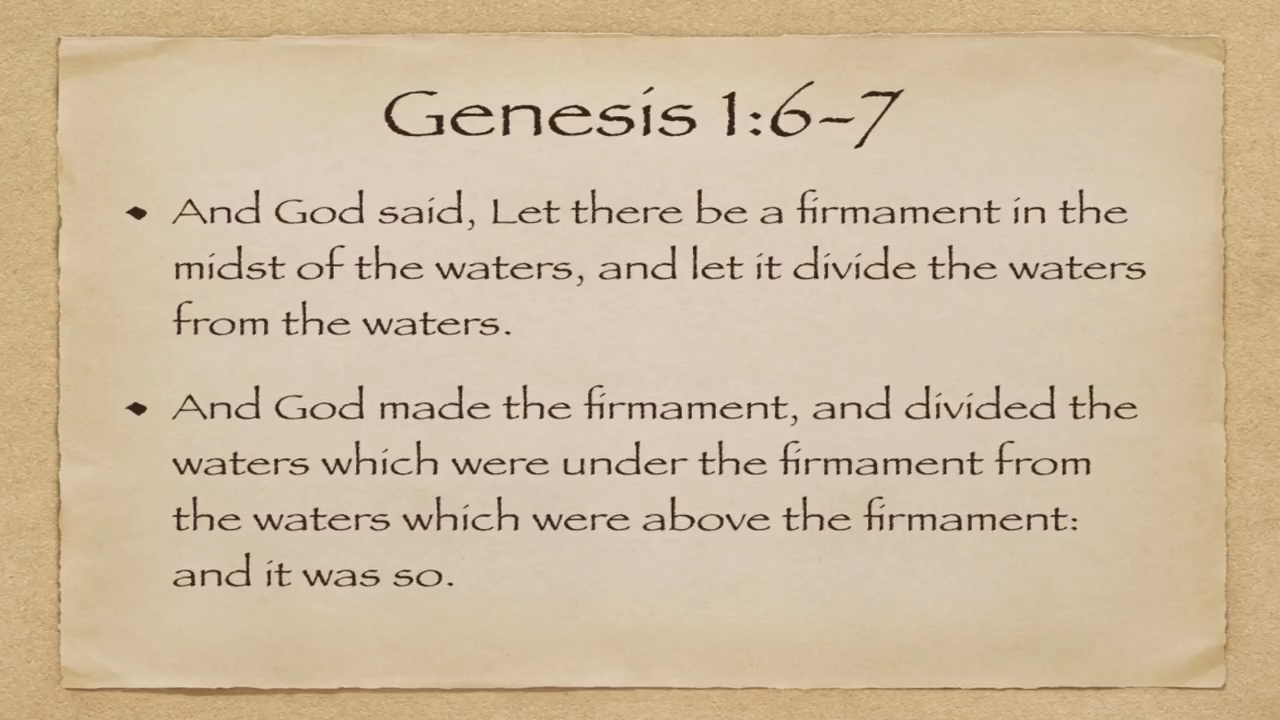 Genesis 1:6-7
• And God said, Let there be a firmament in the
midst of the waters, and let it divide the waters
from the waters.
• And God made the firmament, and divided the
waters which were under the firmament from
the waters which were above the firmament:
and it was so.